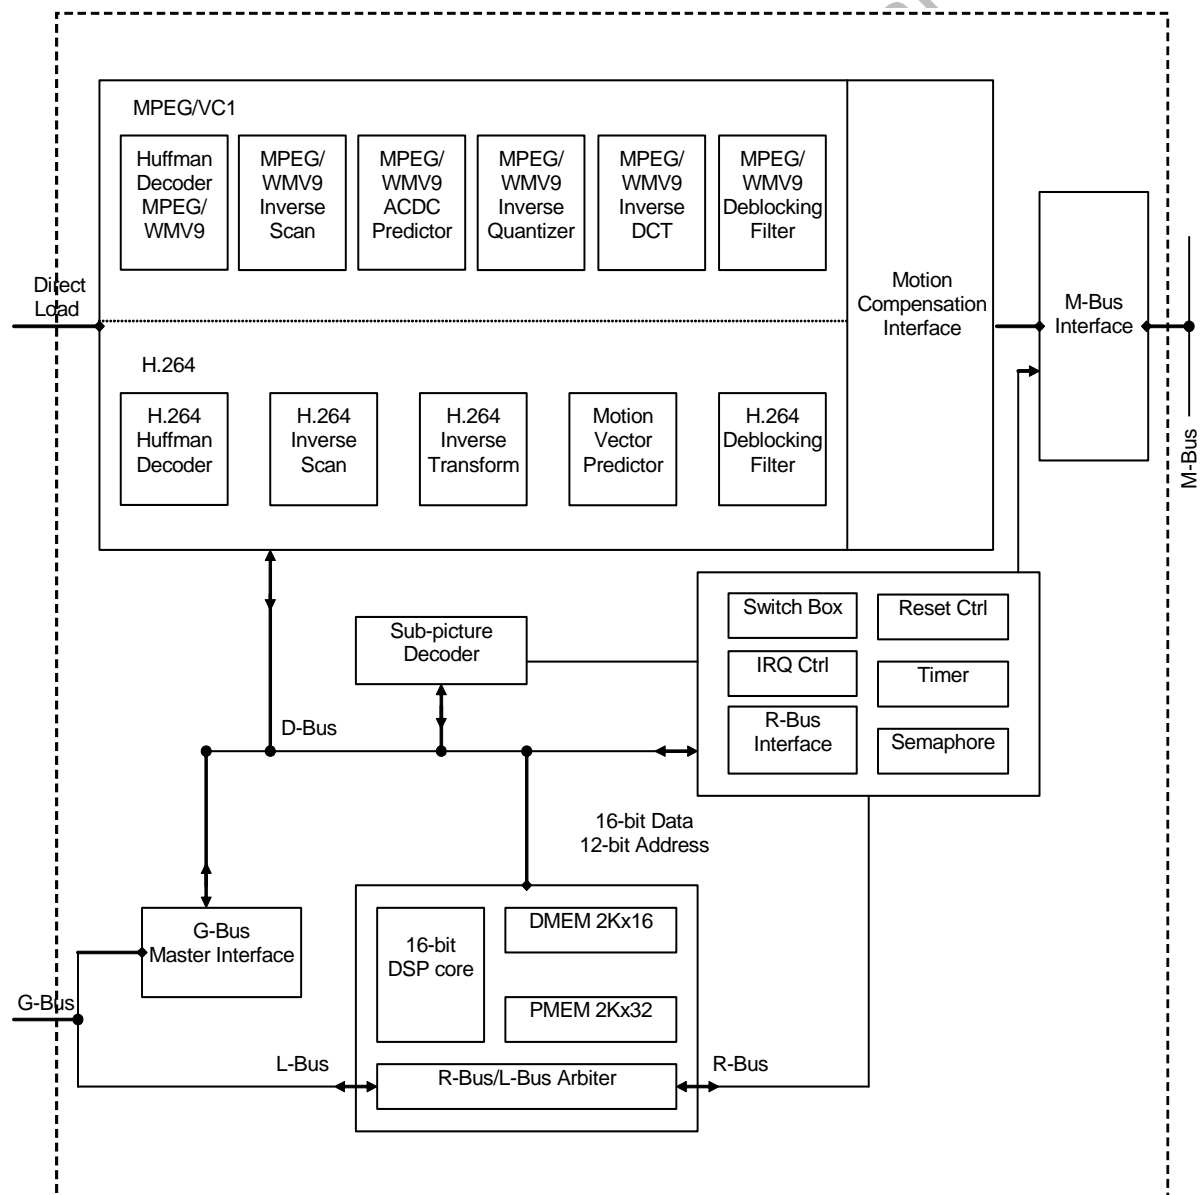 MPEG/VC1
Huffman
Decoder
MPEG/
WMV9
MPEG/
WMV9
Inverse
Scan
MPEG/
WMV9
ACDC
Predictor
MPEG/
WMV9
Inverse
Quantizer
MPEG/
WMV9
Inverse
DCT
MPEG/
WMV9
Deblocking
Filter
Motion
Compensation
Interface
M-Bus
Interface
Direct
Load
M-Bus
H.264
H.264
Huffman
Decoder
H.264
Inverse
Scan
H.264
Inverse
Transform
Motion
Vector
Predictor
H.264
Deblocking
Filter
Sub-picture
Decoder
Switch Box
Reset Ctrl
IRQ Ctrl
Timer
R-Bus
Interface
Semaphore
D-Bus
16-bit Data
12-bit Address
G-Bus
Master Interface
16-bit
DSP core
DMEM 2Kx16
PMEM 2Kx32
G-Bus
L-Bus
R-Bus/L-Bus Arbiter
R-Bus